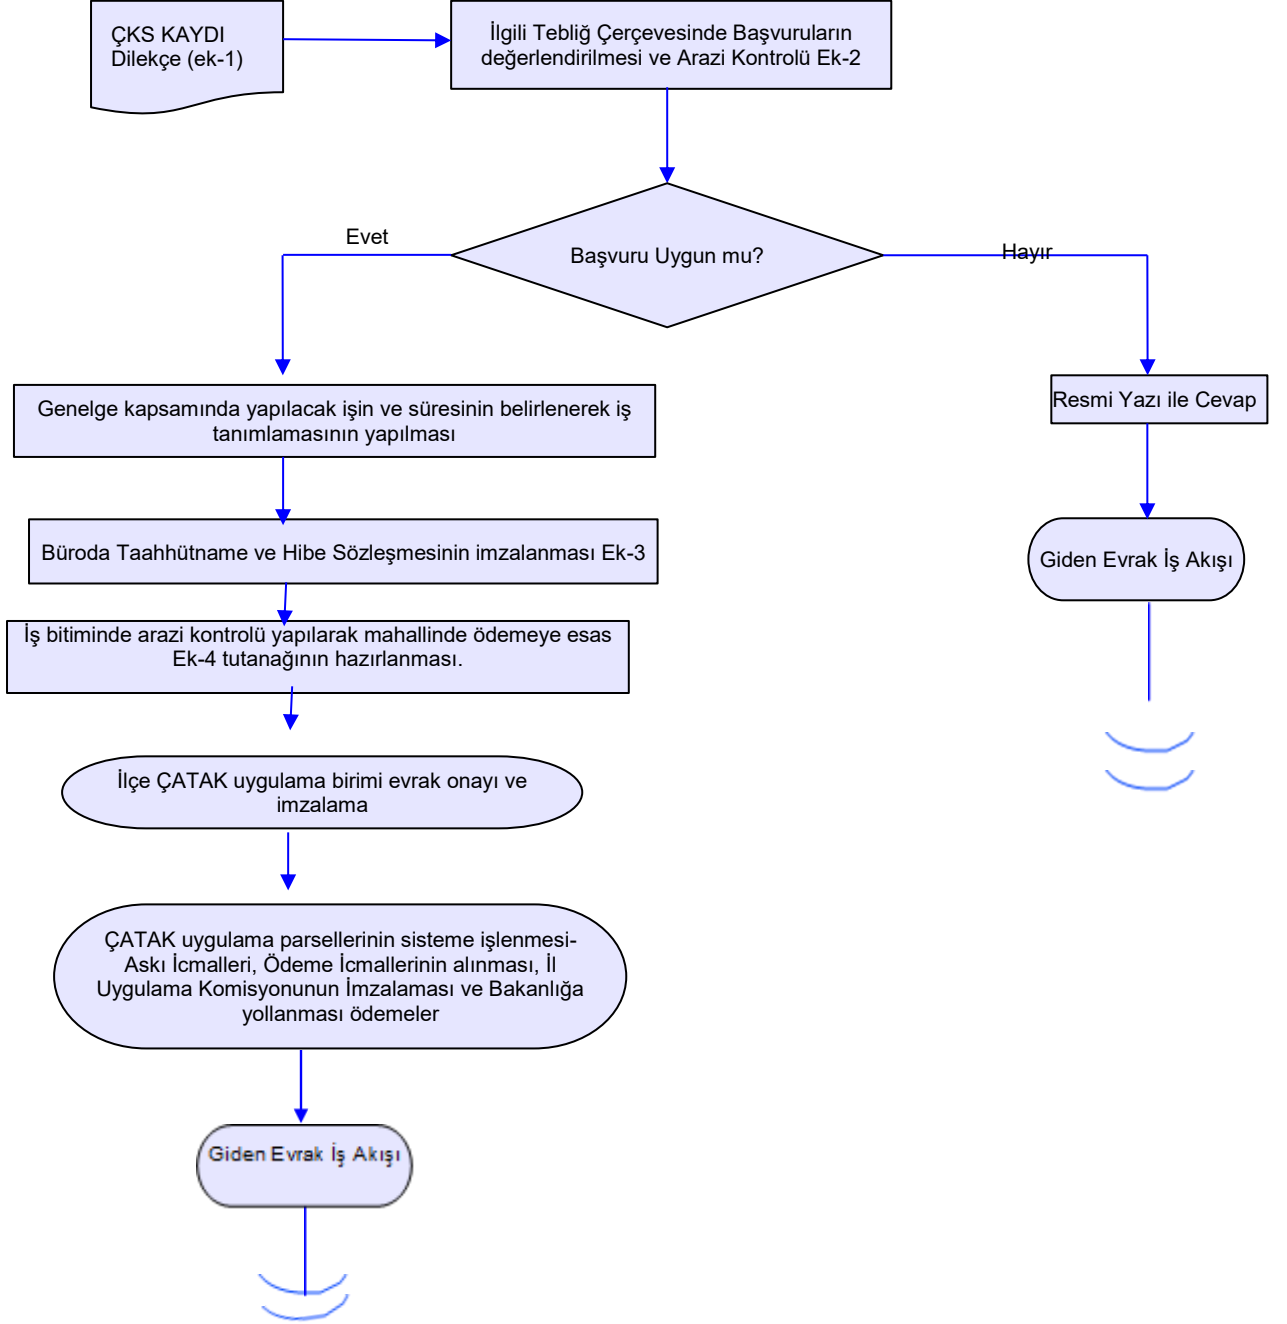 ÇKS KAYDI
Dilekçe (ek-1)
İlgili Tebliğ Çerçevesinde Başvuruların
değerlendirilmesi ve Arazi Kontrolü Ek-2
Başvuru Uygun mu?
Evet
Hayır
Genelge kapsamında yapılacak işin ve süresinin belirlenerek iş
tanımlamasının yapılması
Resmi Yazı ile Cevap
Büroda Taahhütname ve Hibe Sözleşmesinin imzalanması Ek-3
Giden Evrak İş Akışı
İş bitiminde arazi kontrolü yapılarak mahallinde ödemeye esas
Ek-4 tutanağının hazırlanması.
İlçe ÇATAK uygulama birimi evrak onayı ve
imzalama
ÇATAK uygulama parsellerinin sisteme işlenmesi-
Askı İcmalleri, Ödeme İcmallerinin alınması, İl
Uygulama Komisyonunun İmzalaması ve Bakanlığa
yollanması ödemeler
Giden Evrak İş Akışı